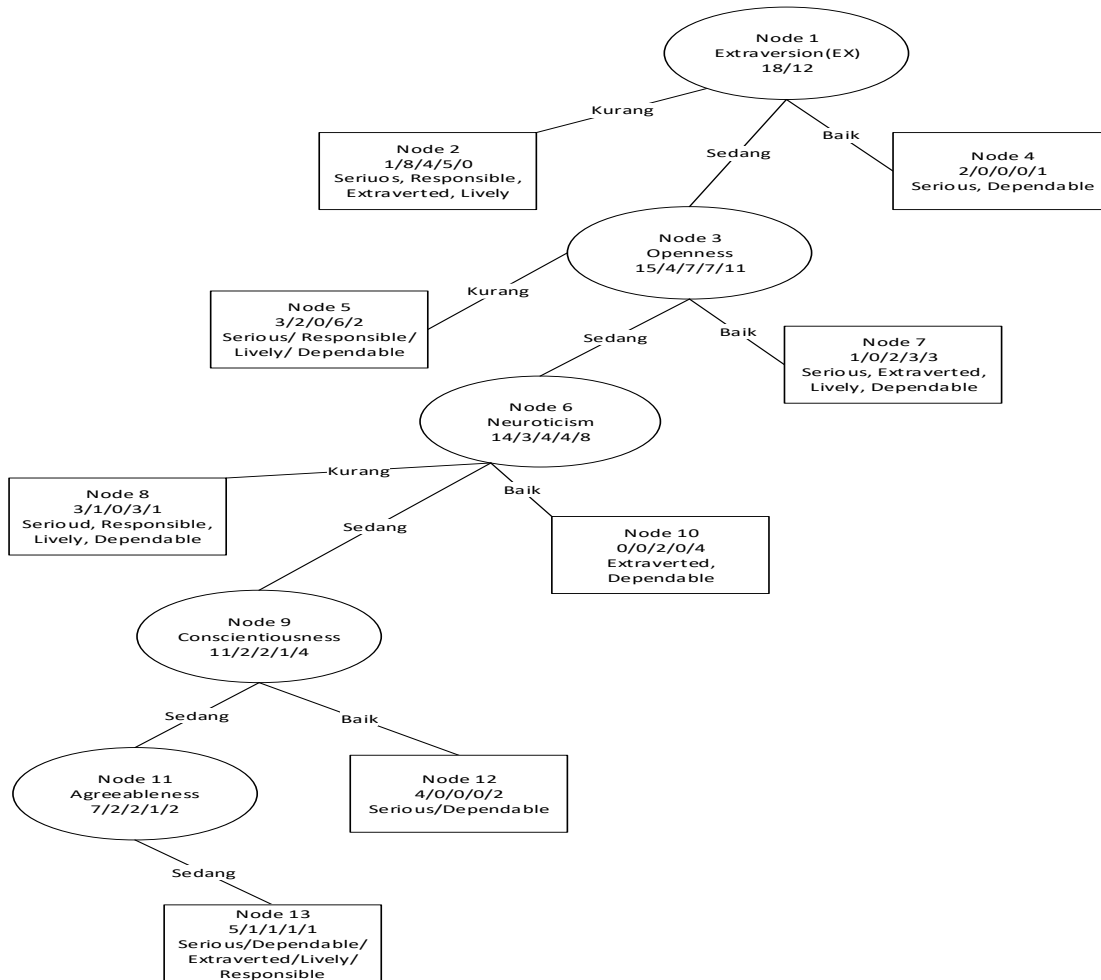 Node 1
Extraversion(EX)
18/12
Kurang
Sedang
Baik
Node 2
1/8/4/5/0
Seriuos, Responsible,
Extraverted, Lively
Node 4
2/0/0/0/1
Serious, Dependable
Node 3
Openness
15/4/7/7/11
Kurang
Sedang
Baik
Node 5
3/2/0/6/2
Serious/ Responsible/
Lively/ Dependable
Node 7
1/0/2/3/3
Serious, Extraverted,
Lively, Dependable
Node 6
Neuroticism
14/3/4/4/8
Kurang
Sedang
Baik
Node 8
3/1/0/3/1
Serioud, Responsible,
Lively, Dependable
Node 10
0/0/2/0/4
Extraverted,
Dependable
Node 9
Conscientiousness
11/2/2/1/4
Sedang
Baik
Node 11
Agreeableness
7/2/2/1/2
Node 12
4/0/0/0/2
Serious/Dependable
Sedang
Node 13
5/1/1/1/1
Serious/Dependable/
Extraverted/Lively/
Responsible